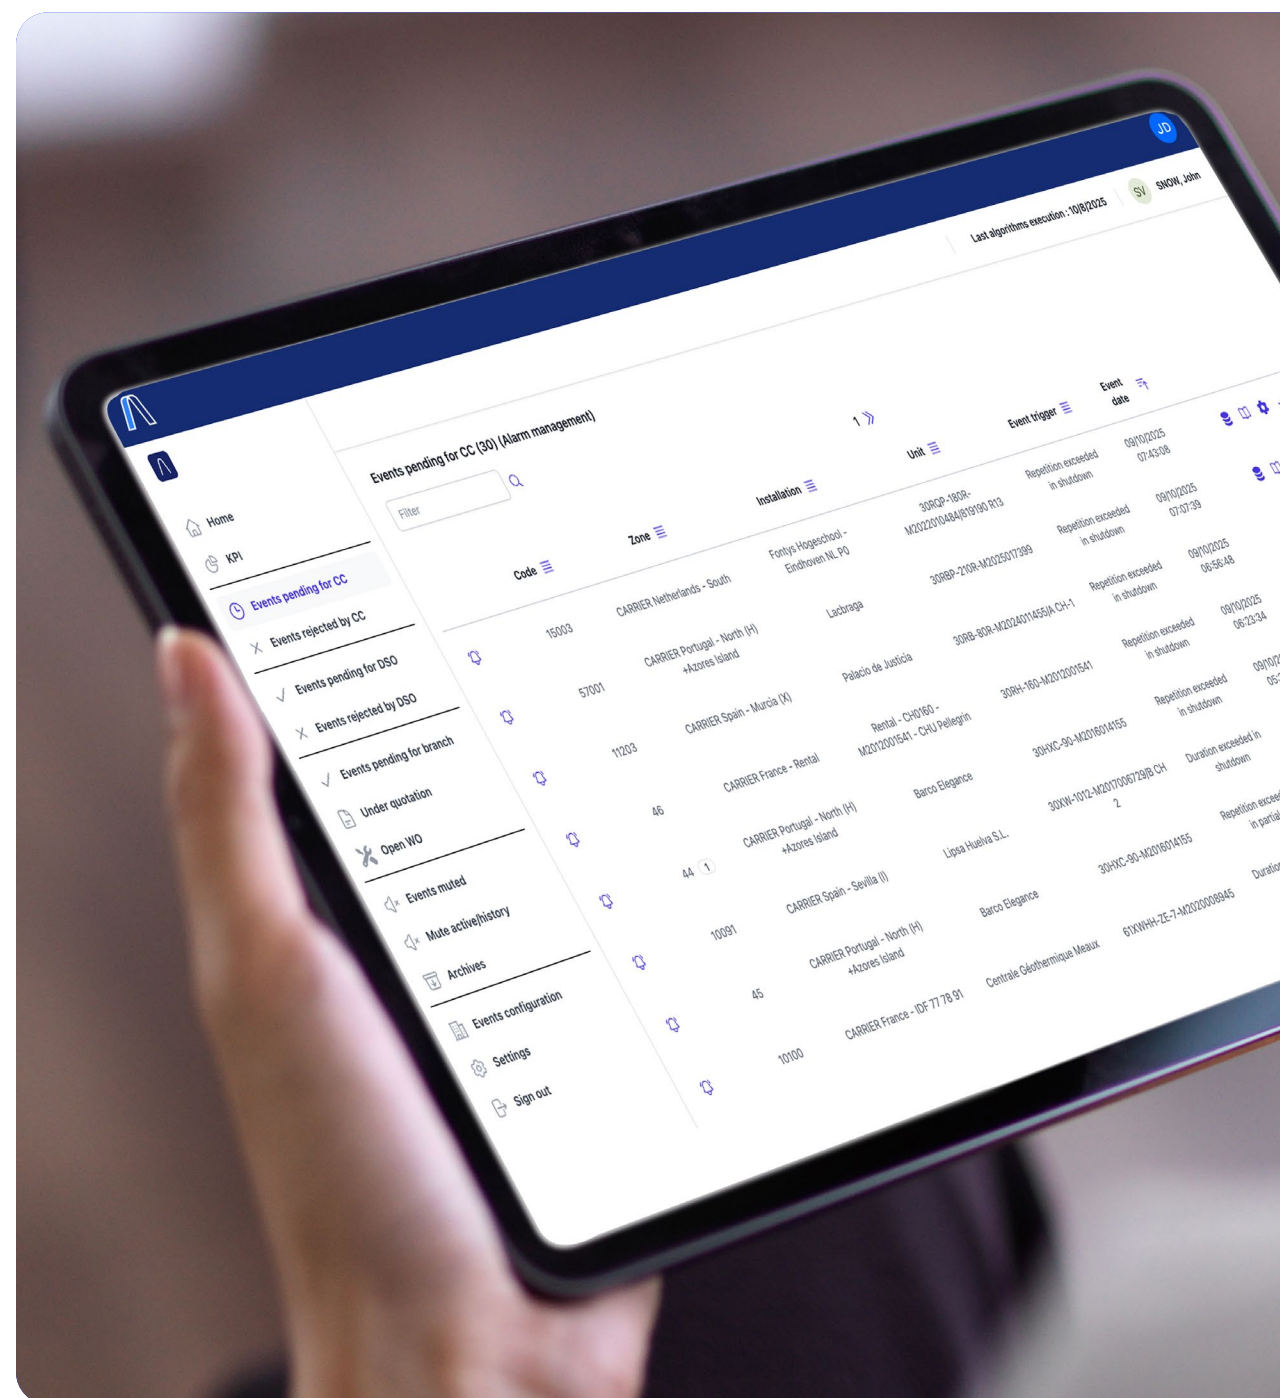 JD
Last algorithms execution : 10/8/2025
SV
SNOW, John
Home
KPI
Events pending for CC
Events rejected by CC
Events pending for DSO
Events rejected by DSO
Events pending for branch
Under quotation
Open WO
Events muted
Mute active/history
Archives
Events configuration
Settings
Sign out
Events pending for CC (30) (Alarm management)
Filter
1
Code
Zone
Installation
Unit
Event trigger
Event
date
15003
CARRIER Netherlands - South
Fontys Hogeschool -
Eindhoven NL P0
30RQP-180R-
M2022010484/819190 R13
Repetition exceeded
in shutdown
09/10/2025
07:43:08
57001
CARRIER Portugal - North (H)
+Azores Island
Lacbraga
30RBP-210R-M2025017399
Repetition exceeded
in shutdown
09/10/2025
07:07:39
11203
CARRIER Spain - Murcia (X)
Palacio de Justicia
30RB-80R-M2024011455/A CH-1
Repetition exceeded
in shutdown
09/10/2025
06:56:48
46
CARRIER France - Rental
Rental - CH0160 -
M2012001541 - CHU Pellegrin
30RH-160-M2012001541
Repetition exceeded
in shutdown
09/10/2025
06:23:34
44 1
CARRIER Portugal - North (H)
+Azores Island
Barco Elegance
30HXC-90-M2016014155
Repetition exceeded
in shutdown
10091
CARRIER Spain - Sevilla (I)
Lipsa Huelva S.L.
30XW-1012-M2017006729/B CH
2
Duration exceeded in
shutdown
45
CARRIER Portugal - North (H)
+Azores Island
Barco Elegance
30HXC-90-M2016014155
Repetition
in partial
10100
CARRIER France - IDF 77 78 91
Centrale Géothermique Meaux
61XWHH-ZE-7-M2020008945
Duration